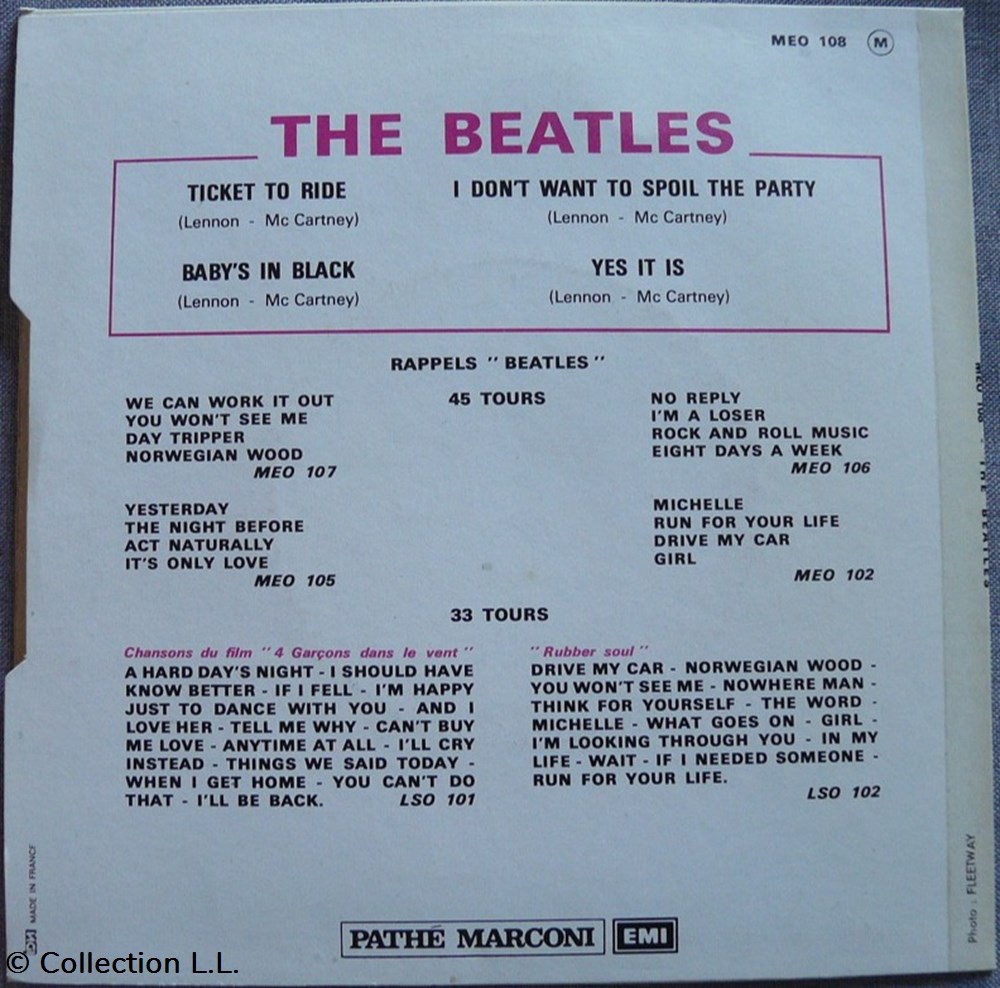 MEO 108 M
THE BEATLES
TICKET TO RIDE
(Lennon - Mc Cartney)
I DON'T WANT TO SPOIL THE PARTY
(Lennon - Mc Cartney)
BABY'S IN BLACK
(Lennon - Mc Cartney)
YES IT IS
(Lennon - Mc Cartney)
RAPPELS "BEATLES"
45 TOURS
WE CAN WORK IT OUT
YOU WON'T SEE ME
DAY TRIPPER
NORWEGIAN WOOD
MEO 107
NO REPLY
I'M A LOSER
ROCK AND ROLL MUSIC
EIGHT DAYS A WEEK
MEO 106
YESTERDAY
THE NIGHT BEFORE
ACT NATURALLY
IT'S ONLY LOVE
MEO 105
MICHELLE
RUN FOR YOUR LIFE
DRIVE MY CAR
GIRL
MEO 102
33 TOURS
Chansons du film "4 Garçons dans le vent"
A HARD DAY'S NIGHT - I SHOULD HAVE
KNOW BETTER - IF I FELL - I'M HAPPY
JUST TO DANCE WITH YOU - AND I
LOVE HER - TELL ME WHY - CAN'T BUY
ME LOVE - ANYTIME AT ALL - I'LL CRY
INSTEAD - THINGS WE SAID TODAY -
WHEN I GET HOME - YOU CAN'T DO
THAT - I'LL BE BACK. LSO 101
"Rubber soul"
DRIVE MY CAR - NORWEGIAN WOOD -
YOU WON'T SEE ME - NOWHERE MAN -
THINK FOR YOURSELF - THE WORD -
MICHELLE - WHAT GOES ON - GIRL -
I'M LOOKING THROUGH YOU - IN MY
LIFE - WAIT - IF I NEEDED SOMEONE -
RUN FOR YOUR LIFE.
LSO 102
MEO 108 - THE BEATLES
MADE IN FRANCE
Photo : FLEETWAY
PATHÉ MARCONI EMI
© Collection L.L.